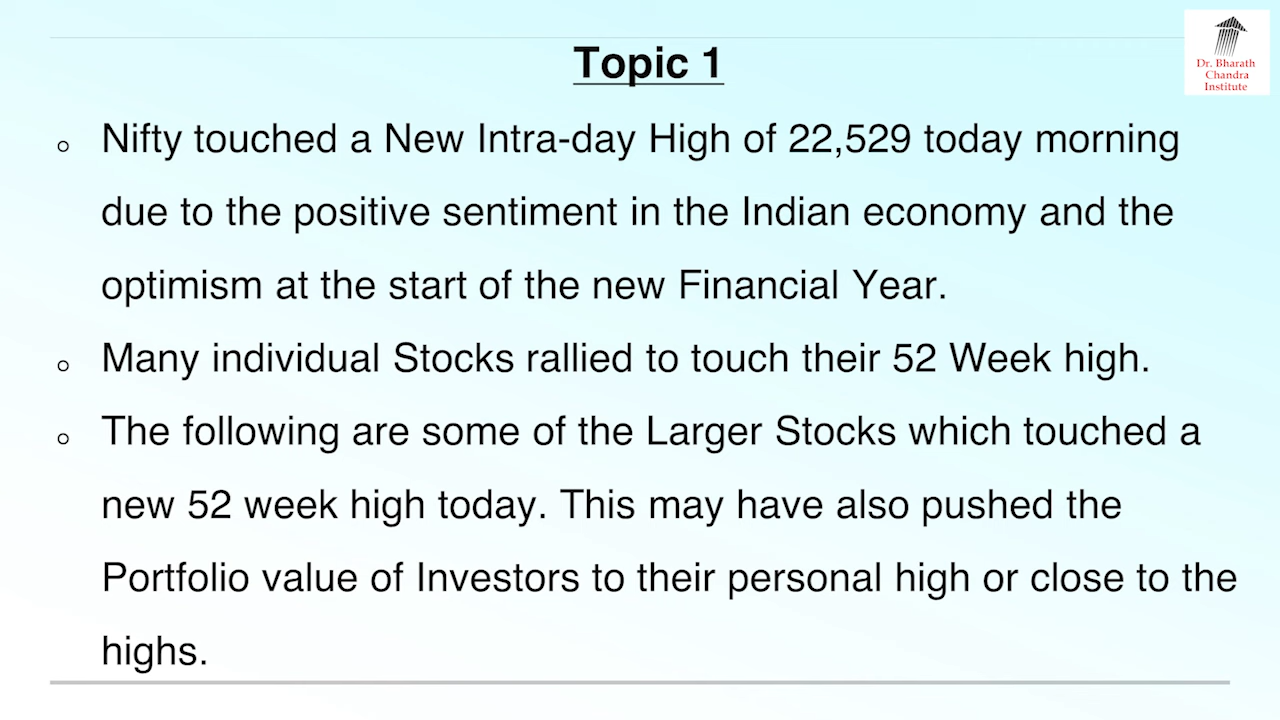 Topic 1
Dr. Bharath
Chandra
Institute
Nifty touched a New Intra-day High of 22,529 today morning
due to the positive sentiment in the Indian economy and the
optimism at the start of the new Financial Year.
Many individual Stocks rallied to touch their 52 Week high.
The following are some of the Larger Stocks which touched a
new 52 week high today. This may have also pushed the
Portfolio value of Investors to their personal high or close to the
highs.